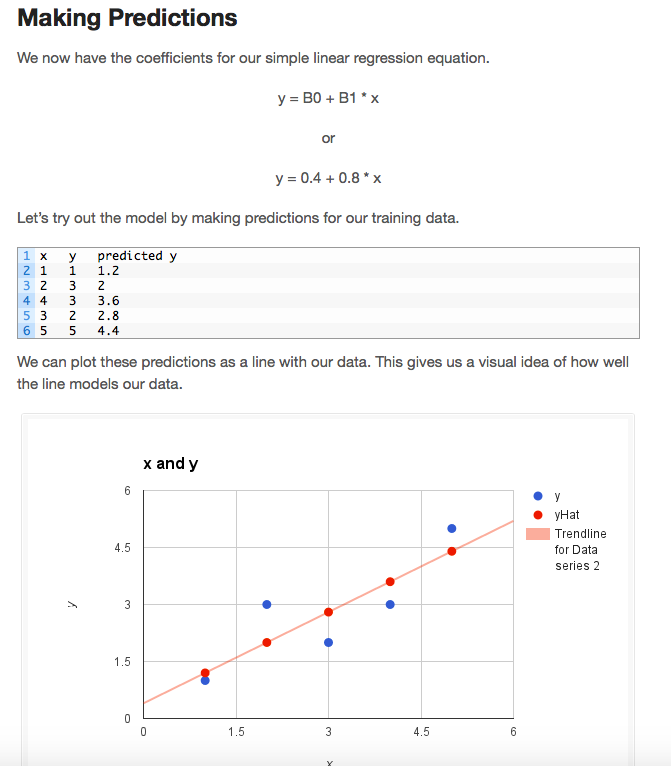 Making Predictions
We now have the coefficients for our simple linear regression equation.
y = B0 + B1 * x
or
y = 0.4 + 0.8 * x
Let's try out the model by making predictions for our training data.
1 x y predicted y
2 1 1 1.2
3 2 3 2
4 4 3 3.6
5 3 2 2.8
6 5 5 4.4
We can plot these predictions as a line with our data. This gives us a visual idea of how well
the line models our data.
x and y
6
4.5
3
1.5
0
y
0 1.5 3 4.5 6
x
y
yHat
Trendline
for Data
series 2